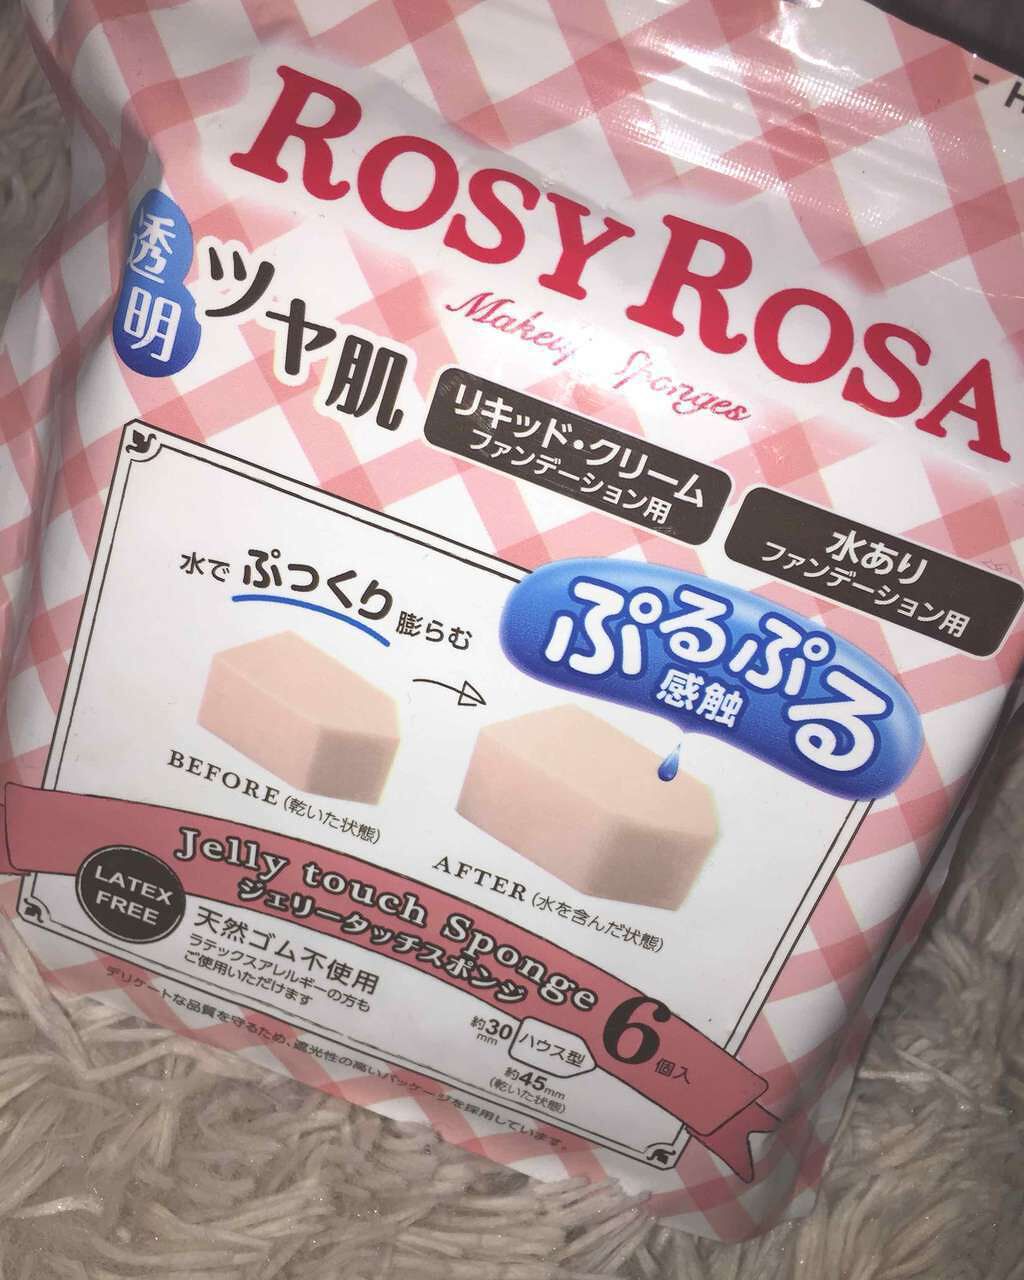 ROSY ROSA
Makeup Sponges
透明
ツヤ肌
リキッド・クリーム
ファンデーション用
水あり
ファンデーション用
水でぷっくり膨らむ
ぷるぷる
感触
BEFORE(乾いた状態)
AFTER(水を含んだ状態)
Jelly touch Sponge
ジェリータッチスポンジ
6個入
LATEX
FREE
天然ゴム不使用
ラテックスアレルギーの方も
ご使用いただけます
約30mm
ハウス型
約45mm
(乾いた状態)
デリケートな品質を守るため、遮光性の高いパッケージを採用しています。